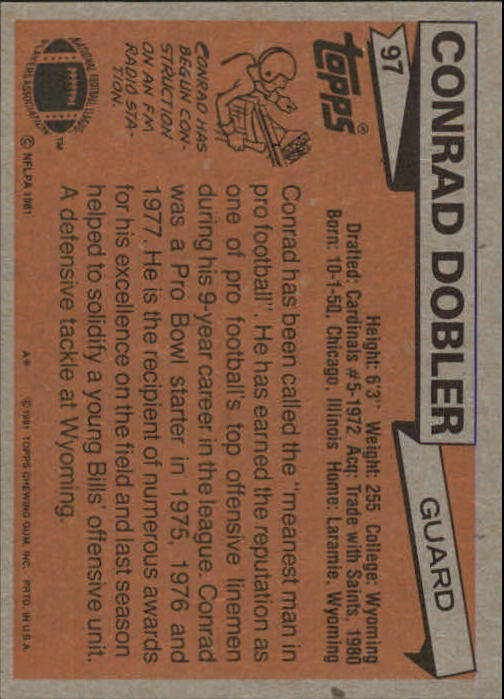 97
CONRAD DOBLER
GUARD
topps®
Height: 6'3" Weight: 255 College: Wyoming
Drafted: Cardinals #5-1972 Acq: Trade with Saints, 1980
Born: 10-1-50, Chicago, Illinois Home: Laramie, Wyoming
CONRAD HAS
BEGUN CON-
STRUCTION
ON AN FM
RADIO STA-
TION.
Conrad has been called the "meanest man in
pro football". He has earned the reputation as
one of pro football's top offensive linemen
during his 9-year career in the league. Conrad
was a Pro Bowl starter in 1975, 1976 and
1977. He is the recipient of numerous awards
for his excellence on the field and last season
helped to solidify a young Bills' offensive unit.
A defensive tackle at Wyoming.
NATIONAL FOOTBALL LEAGUE
PLAYERS ASSOCIATION
TM
© NFLPA 1981
A* © 1981 TOPPS CHEWING GUM, INC. PRTD. IN U.S.A.